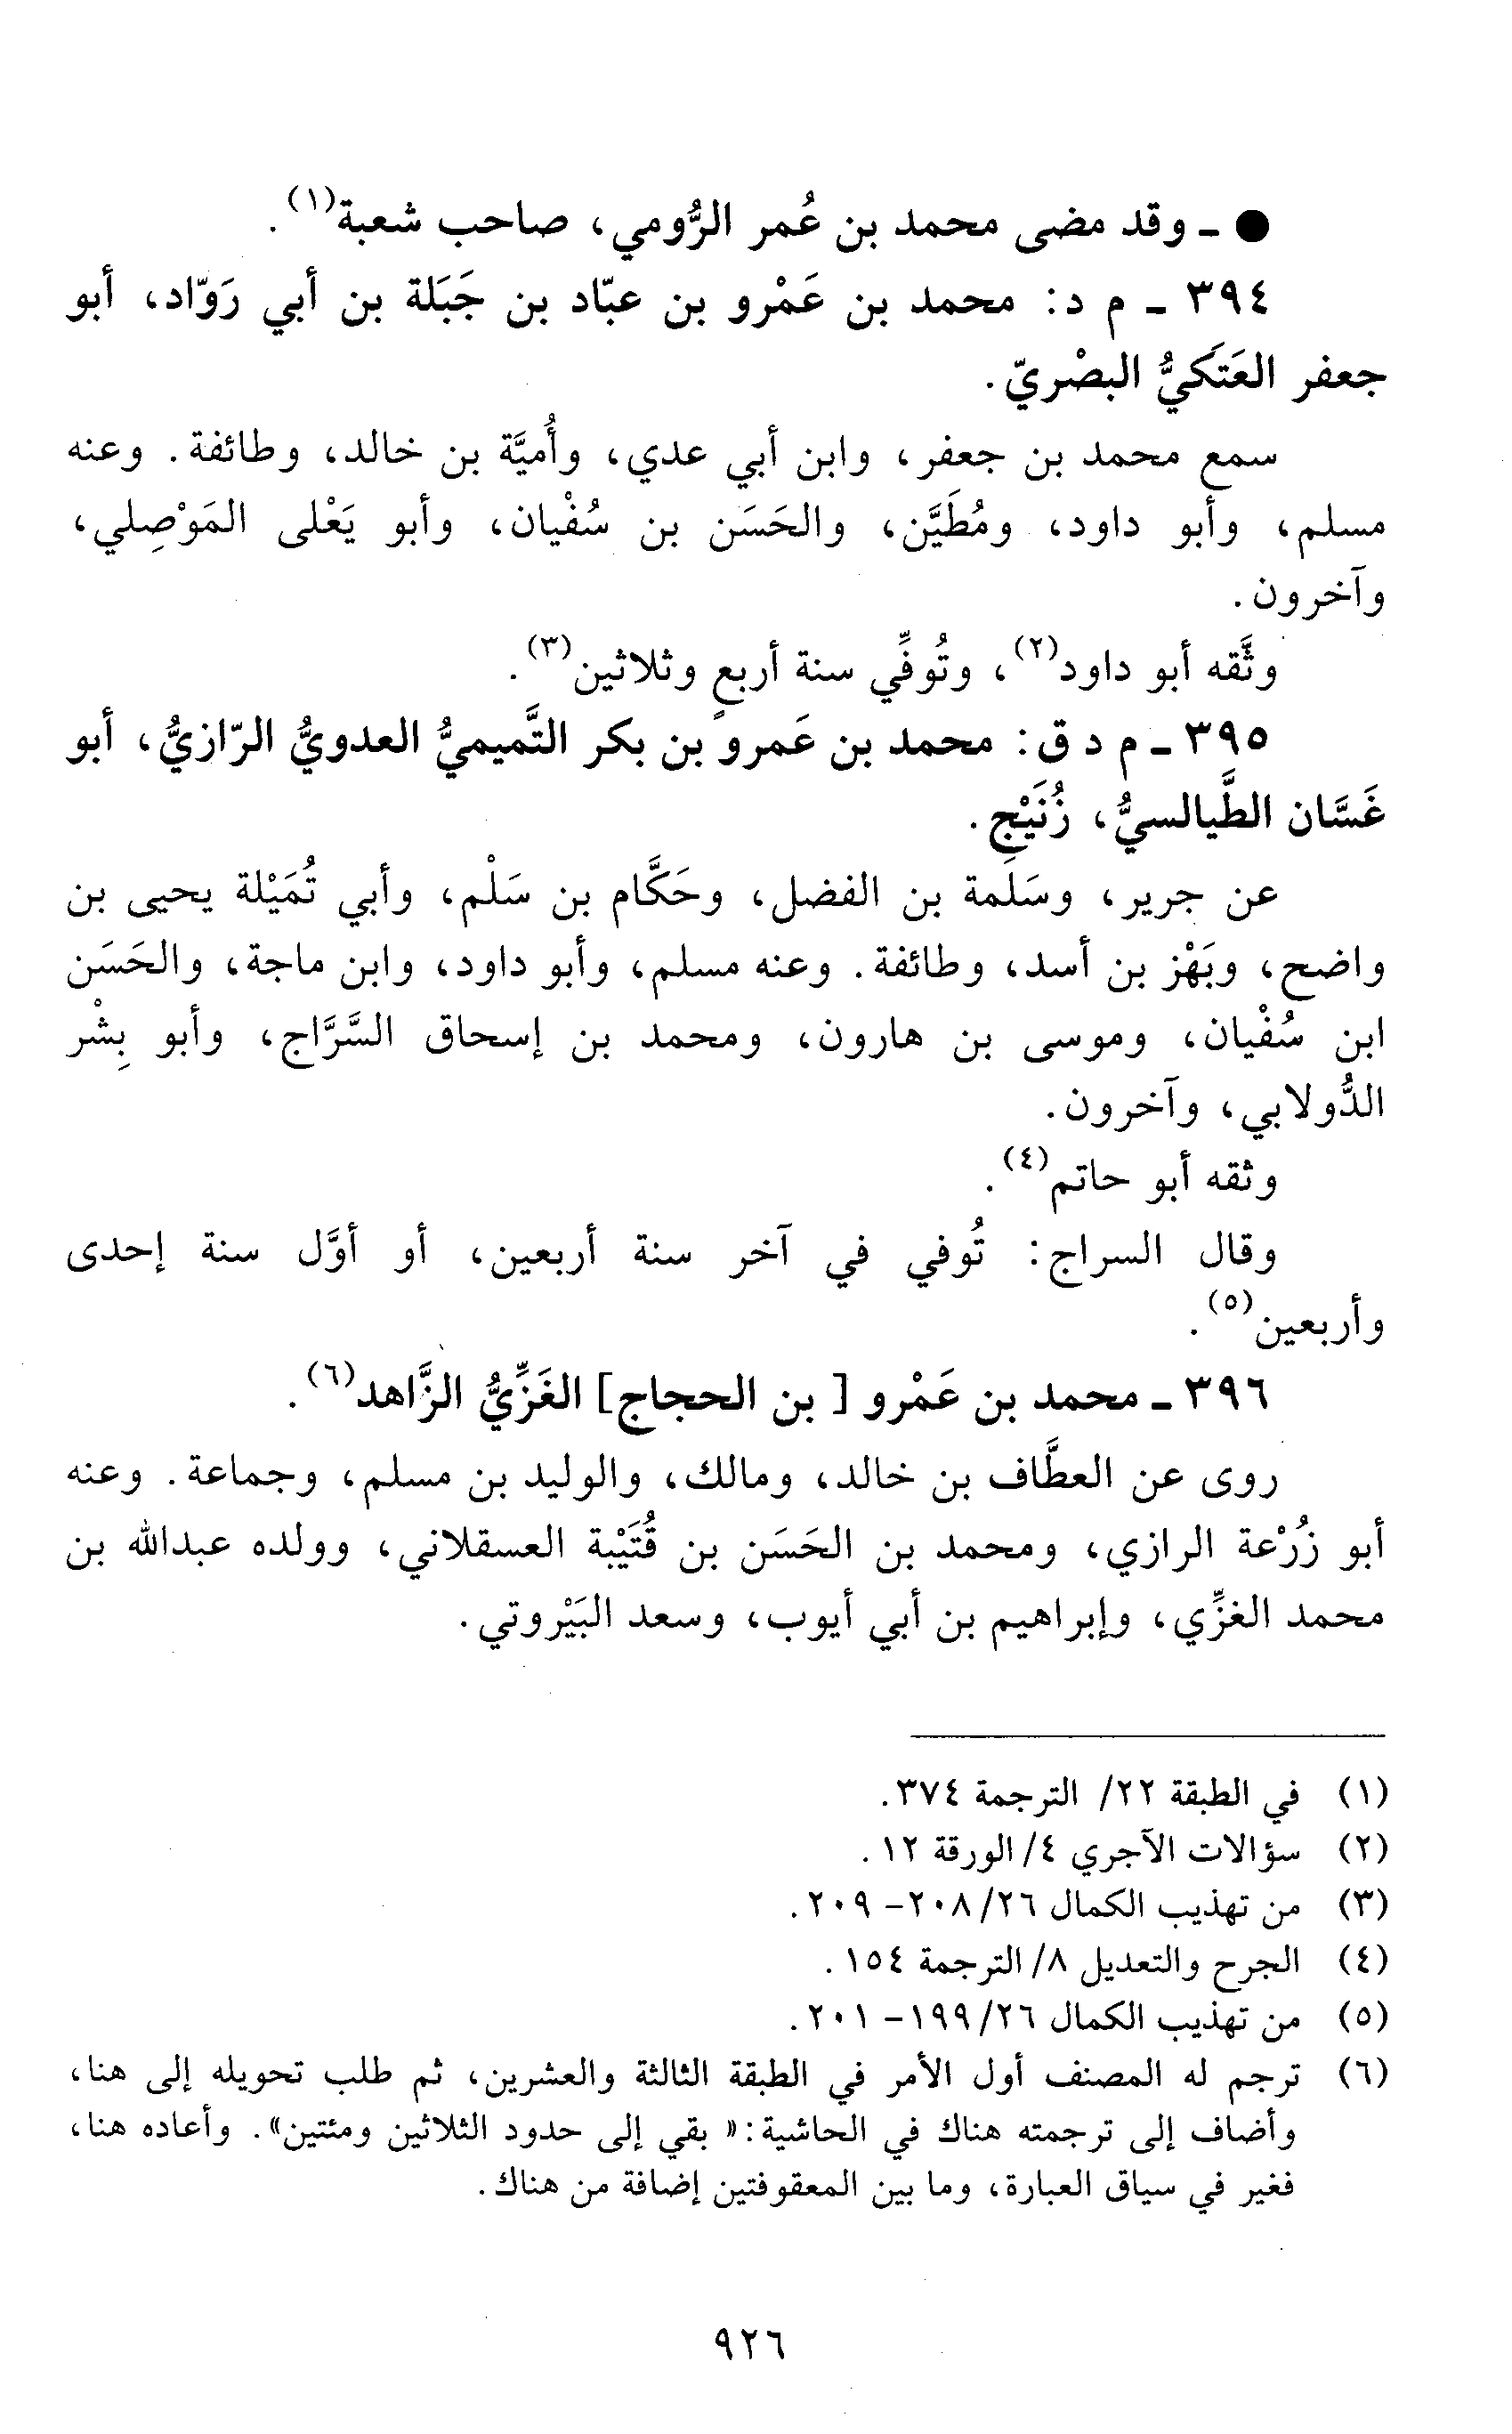 ● ـ وقد مضى محمد بن عُمر الرُّومي، صاحب شعبة(١).
٣٩٤ ـ م د: محمد بن عَمْرو بن عبّاد بن جَبَلة بن أبي رَوّاد، أبو
جعفر العَتَكيُّ البصْريّ.
سمع محمد بن جعفر، وابن أبي عدي، وأُميَّة بن خالد، وطائفة. وعنه
مسلم، وأبو داود، ومُطَيَّن، والحَسَن بن سُفْيان، وأبو يَعْلى المَوْصِلي،
وآخرون.
وثَّقه أبو داود(٢)، وتُوفِّي سنة أربعٍ وثلاثين(٣).
٣٩٥ ـ م د ق: محمد بن عَمرو بن بكر التَّميميُّ العدويُّ الرّازيُّ، أبو
غَسَّان الطَّيالسيُّ، زُنَيْجِ.
عن جرير، وسَلَمة بن الفضل، وحَكَّام بن سَلْم، وأبي تُمَيْلة يحيى بن
واضح، وبَهْز بن أسد، وطائفة. وعنه مسلم، وأبو داود، وابن ماجة، والحَسَن
ابن سُفْيان، وموسى بن هارون، ومحمد بن إسحاق السَّرَّاج، وأبو بِشْر
الدُّولابي، وآخرون.
وثقه أبو حاتم(٤).
وقال السراج: تُوفي في آخر سنة أربعين، أو أوَّل سنة إحدى
وأربعين(٥).
٣٩٦ ـ محمد بن عَمْرو [ بن الحجاج] الغَزِّيُّ الزَّاهد(٦).
روى عن العطَّاف بن خالد، ومالك، والوليد بن مسلم، وجماعة. وعنه
أبو زُرْعة الرازي، ومحمد بن الحَسَن بن قُتَيْبة العسقلاني، وولده عبدالله بن
محمد الغزِّي، وإبراهيم بن أبي أيوب، وسعد البَيْروتي.
(١) في الطبقة ٢٢/ الترجمة ٣٧٤.
(٢) سؤالات الآجري ٤/ الورقة ١٢.
(٣) من تهذيب الكمال ٢٦/ ٢٠٨- ٢٠٩.
(٤) الجرح والتعديل ٨/ الترجمة ١٥٤.
(٥) من تهذيب الكمال ٢٦/ ١٩٩- ٢٠١.
(٦) ترجم له المصنف أول الأمر في الطبقة الثالثة والعشرين، ثم طلب تحويله إلى هنا،
وأضاف إلى ترجمته هناك في الحاشية: « بقي إلى حدود الثلاثين ومئتين». وأعاده هنا،
فغير في سياق العبارة، وما بين المعقوفتين إضافة من هناك.
٩٢٦